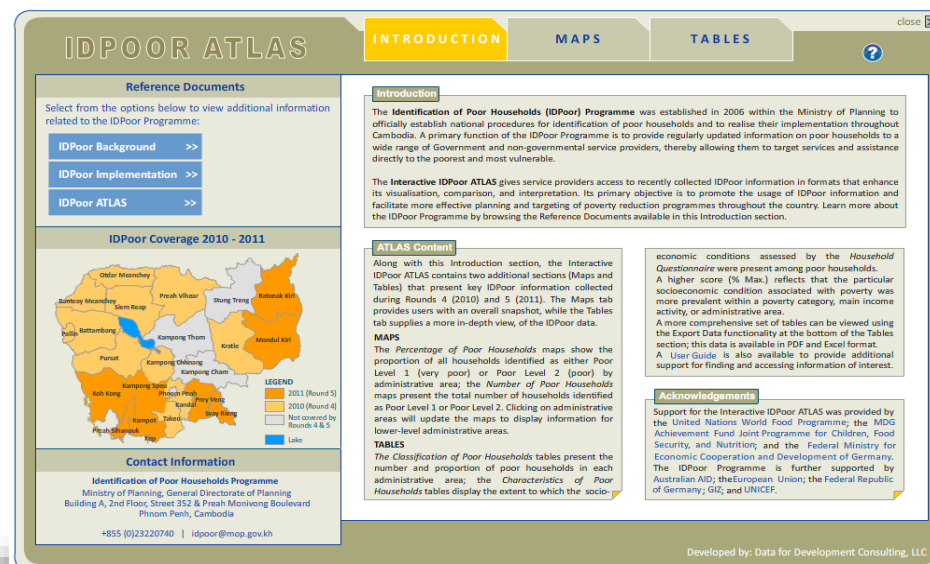 close
IDPOOR ATLAS
INTRODUCTION
MAPS
TABLES
?
Reference Documents
Select from the options below to view additional information
related to the IDPoor Programme:
IDPoor Background >>
IDPoor Implementation >>
IDPoor ATLAS >>
IDPoor Coverage 2010 - 2011
Otdar Meanchey
Banteay Meanchey
Siem Reap
Preah Vihear
Stung Treng
Ratanak Kiri
Pailin
Battambang
Kampong Thom
Kratie
Mondul Kiri
Pursat
Kampong Chhnang
Kampong Cham
Kampong Speu
Phnom Penh
Koh Kong
Kandal
Prey Veng
Kampot
Takeo
Svay Rieng
Preah Sihanouk
Kep
LEGEND
2011 (Round 5)
2010 (Round 4)
Not covered by
Rounds 4 & 5
Lake
Contact Information
Identification of Poor Households Programme
Ministry of Planning, General Directorate of Planning
Building A, 2nd Floor, Street 352 & Preah Monivong Boulevard
Phnom Penh, Cambodia
+855 (0)23220740 | idpoor@mop.gov.kh
Introduction
The Identification of Poor Households (IDPoor) Programme was established in 2006 within the Ministry of Planning to
officially establish national procedures for identification of poor households and to realise their implementation throughout
Cambodia. A primary function of the IDPoor Programme is to provide regularly updated information on poor households to a
wide range of Government and non-governmental service providers, thereby allowing them to target services and assistance
directly to the poorest and most vulnerable.
The Interactive IDPoor ATLAS gives service providers access to recently collected IDPoor information in formats that enhance
its visualisation, comparison, and interpretation. Its primary objective is to promote the usage of IDPoor information and
facilitate more effective planning and targeting of poverty reduction programmes throughout the country. Learn more about
the IDPoor Programme by browsing the Reference Documents available in this Introduction section.
ATLAS Content
Along with this Introduction section, the Interactive
IDPoor ATLAS contains two additional sections (Maps and
Tables) that present key IDPoor information collected
during Rounds 4 (2010) and 5 (2011). The Maps tab
provides users with an overall snapshot, while the Tables
tab supplies a more in-depth view, of the IDPoor data.
MAPS
The Percentage of Poor Households maps show the
proportion of all households identified as either Poor
Level 1 (very poor) or Poor Level 2 (poor) by
administrative area; the Number of Poor Households
maps present the total number of households identified
as Poor Level 1 or Poor Level 2. Clicking on administrative
areas will update the maps to display information for
lower-level administrative areas.
TABLES
The Classification of Poor Households tables present the
number and proportion of poor households in each
administrative area; the Characteristics of Poor
Households tables display the extent to which the socio-
economic conditions assessed by the Household
Questionnaire were present among poor households.
A higher score (% Max.) reflects that the particular
socioeconomic condition associated with poverty was
more prevalent within a poverty category, main income
activity, or administrative area.
A more comprehensive set of tables can be viewed using
the Export Data functionality at the bottom of the Tables
section; this data is available in PDF and Excel format.
A User Guide is also available to provide additional
support for finding and accessing information of interest.
Acknowledgements
Support for the Interactive IDPoor ATLAS was provided by
the United Nations World Food Programme; the MDG
Achievement Fund Joint Programme for Children, Food
Security, and Nutrition; and the Federal Ministry for
Economic Cooperation and Development of Germany.
The IDPoor Programme is further supported by
Australian AID; theEuropean Union; the Federal Republic
of Germany; GIZ; and UNICEF.
Developed by: Data for Development Consulting, LLC